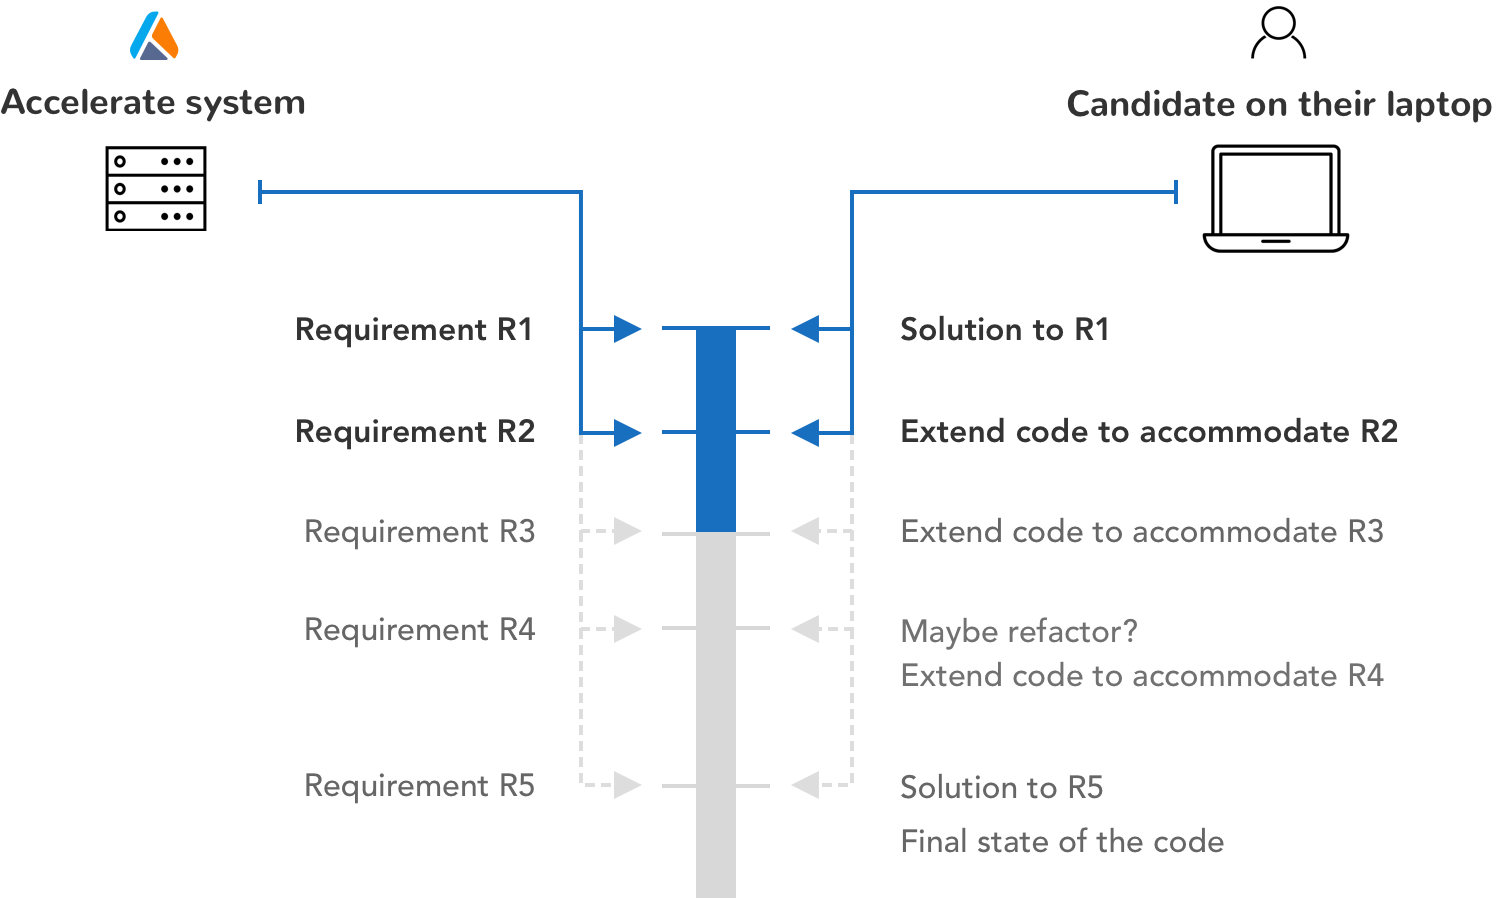 Accelerate system
Candidate on their laptop
Requirement R1
Solution to R1
Requirement R2
Extend code to accommodate R2
Requirement R3
Extend code to accommodate R3
Requirement R4
Maybe refactor?
Extend code to accommodate R4
Requirement R5
Solution to R5
Final state of the code